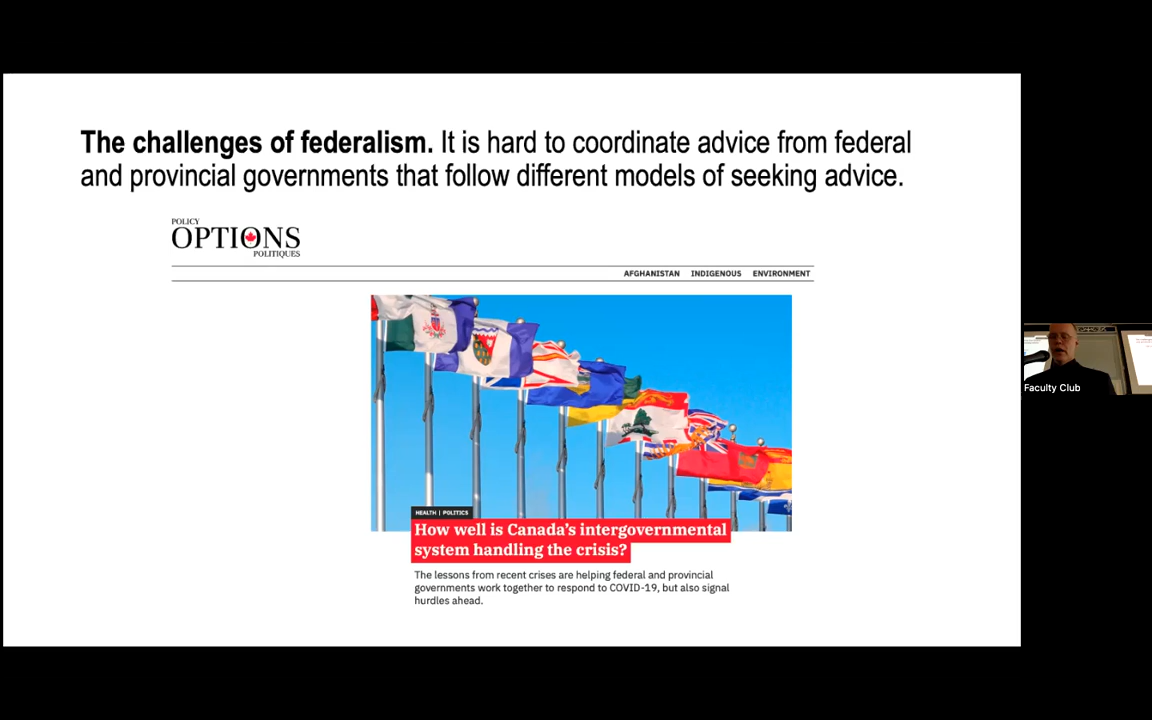 The challenges of federalism. It is hard to coordinate advice from federal
and provincial governments that follow different models of seeking advice.
POLICY
OPTIONS
POLITIQUES
AFGHANISTAN INDIGENOUS ENVIRONMENT
HEALTH | POLITICS
How well is Canada's intergovernmental
system handling the crisis?
The lessons from recent crises are helping federal and provincial
governments work together to respond to COVID-19, but also signal
hurdles ahead.
Faculty Club